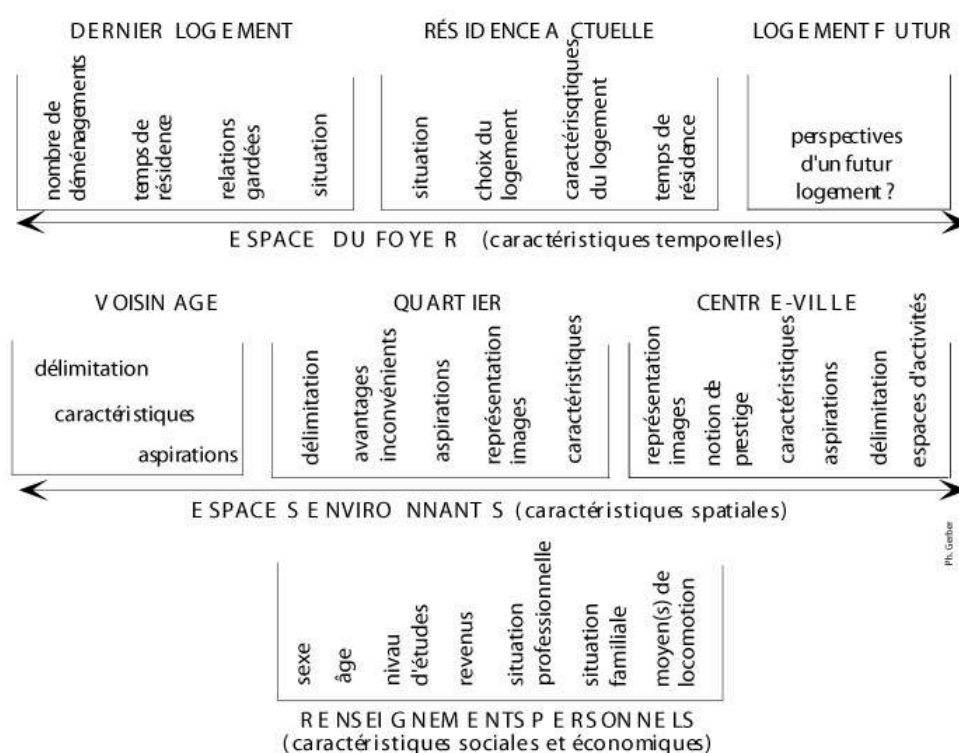 DERNIER LOGEMENT
RÉSIDENCE ACTUELLE
LOGEMENT FUTUR
nombre de
déménagements
temps de
résidence
relations
gardées
situation
situation
choix du
logement
caractérisqtiques
du logement
temps de
résidence
perspectives
d'un futur
logement ?
ESPACE DU FOYER (caractéristiques temporelles)
VOISINAGE
QUARTIER
CENTRE-VILLE
délimitation
caractéristiques
aspirations
délimitation
avantages
inconvénients
aspirations
représentation
images
caractéristiques
représentation
images
notion de
prestige
caractéristiques
aspirations
délimitation
espaces d'activités
ESPACES ENVIRONNANTS (caractéristiques spatiales)
Ph. Gerber
sexe
âge
nivau
d'études
revenus
situation
professionnelle
situation
familiale
moyen(s) de
locomotion
RENSEIGNEMENTS PERSONNELS
(caractéristiques sociales et économiques)